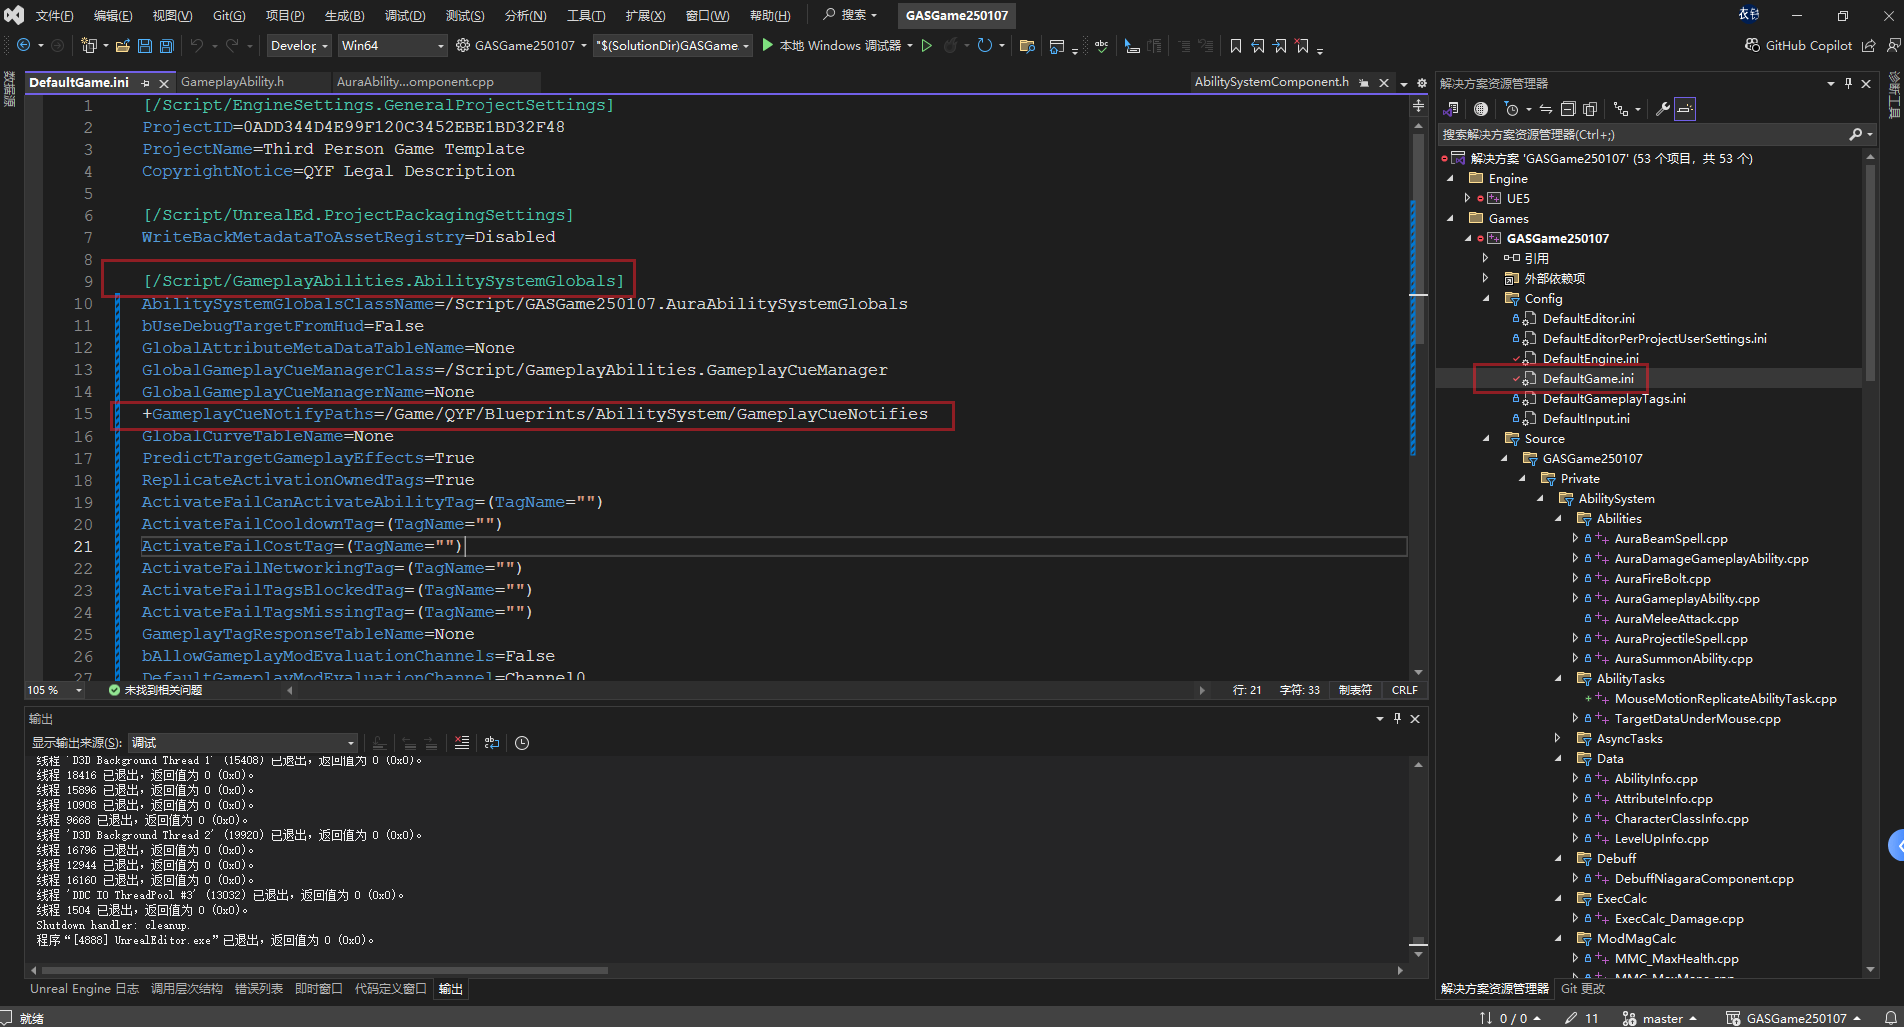 文件(F) 编辑(E) 视图(V) Git(G) 项目(P) 生成(B) 调试(D) 测试(S) 分析(N) 工具(T) 扩展(X) 窗口(W) 帮助(H) 搜索 GASGame250107
Develop Win64 GASGame250107 "$(SolutionDir)GASGame. 本地 Windows 调试器 GitHub Copilot
数据源
DefaultGame.ini GameplayAbility.h AuraAbility...omponent.cpp AbilitySystemComponent.h
1 [/Script/EngineSettings.GeneralProjectSettings]
2 ProjectID=0ADD344D4E99F120C3452EBE1BD32F48
3 ProjectName=Third Person Game Template
4 CopyrightNotice=QYF Legal Description
5
6 [/Script/UnrealEd.ProjectPackagingSettings]
7 WriteBackMetadataToAssetRegistry=Disabled
8
9 [/Script/GameplayAbilities.AbilitySystemGlobals]
10 AbilitySystemGlobalsClassName=/Script/GASGame250107.AuraAbilitySystemGlobals
11 bUseDebugTargetFromHud=False
12 GlobalAttributeMetaDataTableName=None
13 GlobalGameplayCueManagerClass=/Script/GameplayAbilities.GameplayCueManager
14 GlobalGameplayCueManagerName=None
15 +GameplayCueNotifyPaths=/Game/QYF/Blueprints/AbilitySystem/GameplayCueNotifies
16 GlobalCurveTableName=None
17 PredictTargetGameplayEffects=True
18 ReplicateActivationOwnedTags=True
19 ActivateFailCanActivateAbilityTag=(TagName="")
20 ActivateFailCooldownTag=(TagName="")
21 ActivateFailCostTag=(TagName="")
22 ActivateFailNetworkingTag=(TagName="")
23 ActivateFailTagsBlockedTag=(TagName="")
24 ActivateFailTagsMissingTag=(TagName="")
25 GameplayTagResponseTableName=None
26 bAllowGameplayModEvaluationChannels=False
27 DefaultGameplayModEvaluationChannel=Channel0
105 % 未找到相关问题 行: 21 字符: 33 制表符 CRLF
输出
显示输出来源(S): 调试
线程 'D3D Background Thread 1' (15408) 已退出，返回值为 0 (0x0)。
线程 18416 已退出，返回值为 0 (0x0)。
线程 15896 已退出，返回值为 0 (0x0)。
线程 10908 已退出，返回值为 0 (0x0)。
线程 9668 已退出，返回值为 0 (0x0)。
线程 'D3D Background Thread 2' (19920) 已退出，返回值为 0 (0x0)。
线程 16796 已退出，返回值为 0 (0x0)。
线程 12944 已退出，返回值为 0 (0x0)。
线程 16160 已退出，返回值为 0 (0x0)。
线程 'DDC IO ThreadPool #3' (13032) 已退出，返回值为 0 (0x0)。
线程 1504 已退出，返回值为 0 (0x0)。
Shutdown handler: cleanup.
程序“[4888] UnrealEditor.exe”已退出，返回值为 0 (0x0)。
Unreal Engine 日志 调用层次结构 错误列表 即时窗口 代码定义窗口 输出
解决方案资源管理器
搜索解决方案资源管理器(Ctrl+;)
解决方案 'GASGame250107' (53 个项目，共 53 个)
Engine
UE5
Games
GASGame250107
引用
外部依赖项
Config
DefaultEditor.ini
DefaultEditorPerProjectUserSettings.ini
DefaultEngine.ini
DefaultGame.ini
DefaultGameplayTags.ini
DefaultInput.ini
Source
GASGame250107
Private
AbilitySystem
Abilities
AuraBeamSpell.cpp
AuraDamageGameplayAbility.cpp
AuraFireBolt.cpp
AuraGameplayAbility.cpp
AuraMeleeAttack.cpp
AuraProjectileSpell.cpp
AuraSummonAbility.cpp
AbilityTasks
MouseMotionReplicateAbilityTask.cpp
TargetDataUnderMouse.cpp
AsyncTasks
Data
AbilityInfo.cpp
AttributeInfo.cpp
CharacterClassInfo.cpp
LevelUpInfo.cpp
Debuff
DebuffNiagaraComponent.cpp
ExecCalc
ExecCalc_Damage.cpp
ModMagCalc
MMC_MaxHealth.cpp
MMC_MaxMana.cpp
解决方案资源管理器 Git 更改
诊断工具
就绪 0 / 0 11 master GASGame250107